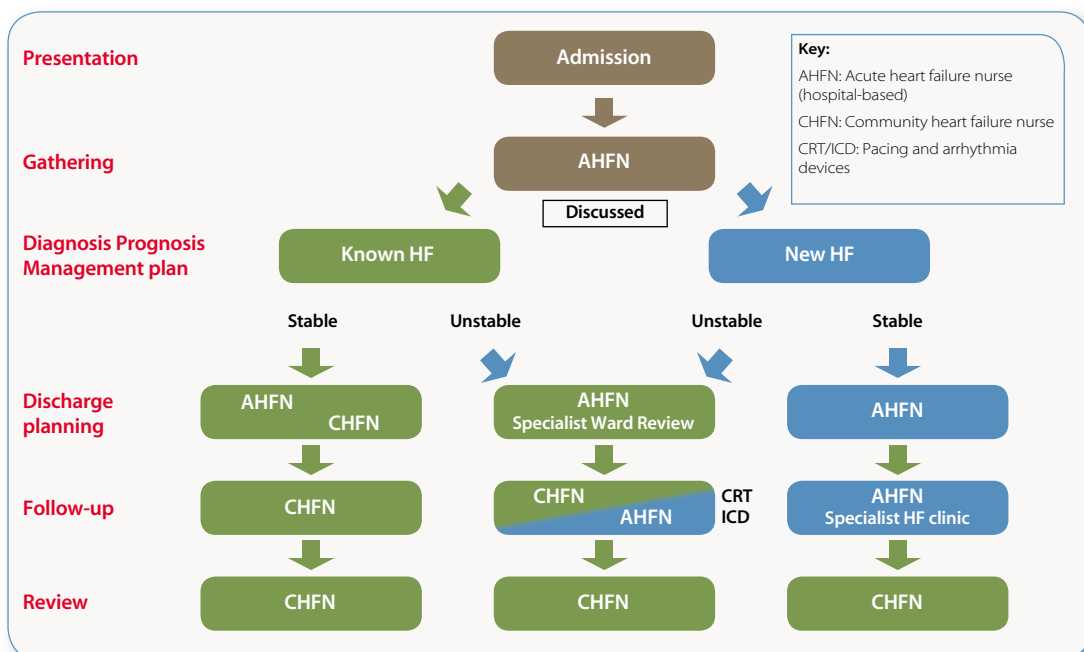 Presentation
Admission
Key:
AHFN: Acute heart failure nurse
(hospital-based)
CHFN: Community heart failure nurse
CRT/ICD: Pacing and arrhythmia
devices
Gathering
AHFN
Discussed
Diagnosis Prognosis
Management plan
Known HF
New HF
Stable
Unstable
Unstable
Stable
Discharge
planning
AHFN
CHFN
AHFN
Specialist Ward Review
AHFN
Follow-up
CHFN
CHFN
AHFN
CRT
ICD
AHFN
Specialist HF clinic
Review
CHFN
CHFN
CHFN